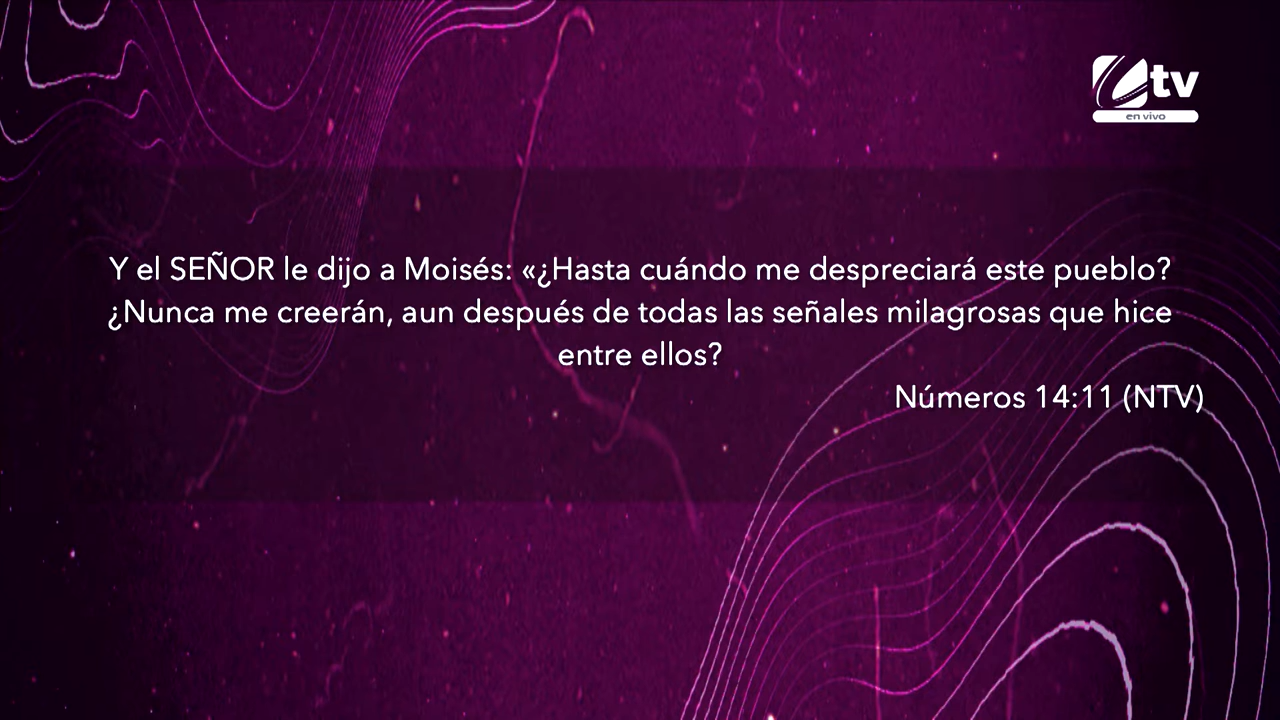 tv
en vivo
Y el SEÑOR le dijo a Moisés: «¿Hasta cuándo me despreciará este pueblo?
¿Nunca me creerán, aun después de todas las señales milagrosas que hice
entre ellos?
Números 14:11 (NTV)